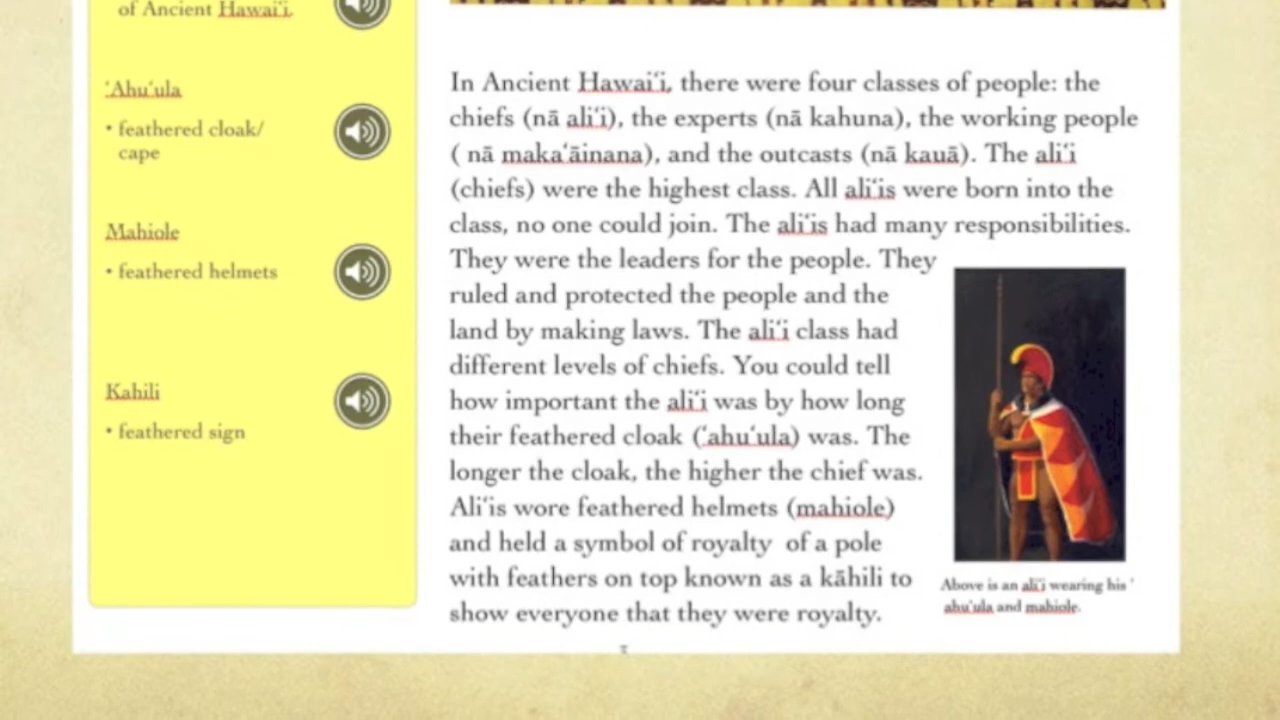 of Ancient Hawaiʻi.
ʻAhuʻula
• feathered cloak/
cape
Mahiole
• feathered helmets
Kahili
• feathered sign
In Ancient Hawaiʻi, there were four classes of people: the
chiefs (nā aliʻi), the experts (nā kahuna), the working people
( nā makaʻāinana), and the outcasts (nā kauā). The aliʻi
(chiefs) were the highest class. All aliʻis were born into the
class, no one could join. The aliʻis had many responsibilities.
They were the leaders for the people. They
ruled and protected the people and the
land by making laws. The aliʻi class had
different levels of chiefs. You could tell
how important the aliʻi was by how long
their feathered cloak (ʻahuʻula) was. The
longer the cloak, the higher the chief was.
Aliʻis wore feathered helmets (mahiole)
and held a symbol of royalty of a pole
with feathers on top known as a kāhili to
show everyone that they were royalty.
Above is an aliʻi wearing his ʻ
ahuʻula and mahiole.